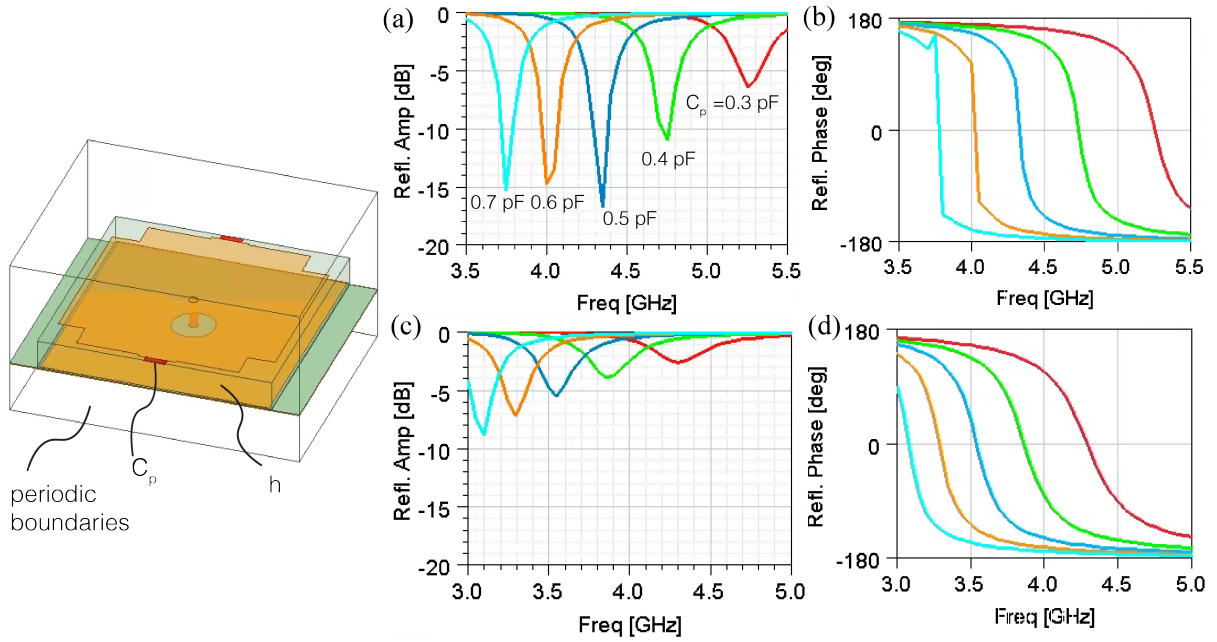 (a)
0
-5
-10
-15
-20
Refl. Amp [dB]
C_p =0.3 pF
0.4 pF
0.7 pF 0.6 pF
0.5 pF
3.5 4.0 4.5 5.0 5.5
Freq [GHz]
(b)
180
0
-180
Refl. Phase [deg]
3.5 4.0 4.5 5.0 5.5
Freq [GHz]
periodic
boundaries
C_p
h
(c)
0
-5
-10
-15
-20
Refl. Amp [dB]
3.0 3.5 4.0 4.5 5.0
Freq [GHz]
(d)
180
0
-180
Refl. Phase [deg]
3.0 3.5 4.0 4.5 5.0
Freq [GHz]